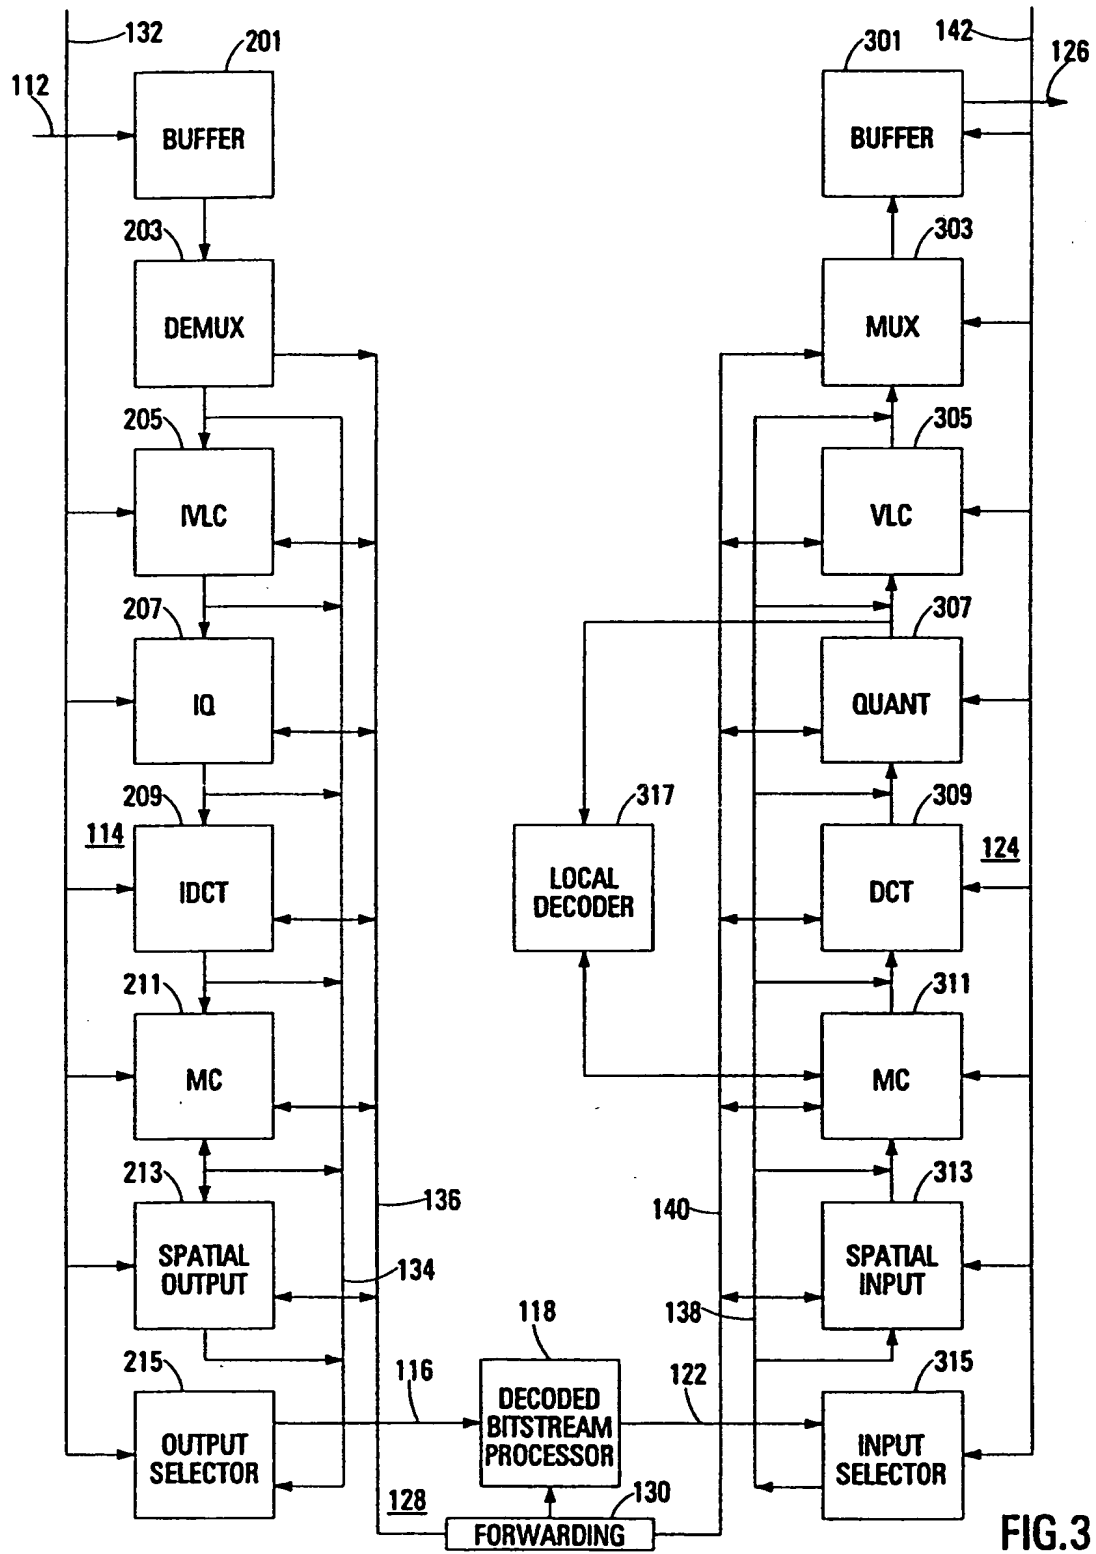 132
201
301
142
126
112
BUFFER
BUFFER
203
303
DEMUX
MUX
205
305
IVLC
VLC
207
307
IQ
QUANT
209
317
309
114
124
IDCT
LOCAL
DECODER
DCT
211
311
MC
MC
213
136
140
313
SPATIAL
OUTPUT
134
SPATIAL
INPUT
118
138
215
116
122
315
DECODED
BITSTREAM
PROCESSOR
OUTPUT
SELECTOR
INPUT
SELECTOR
128
130
FORWARDING
FIG.3